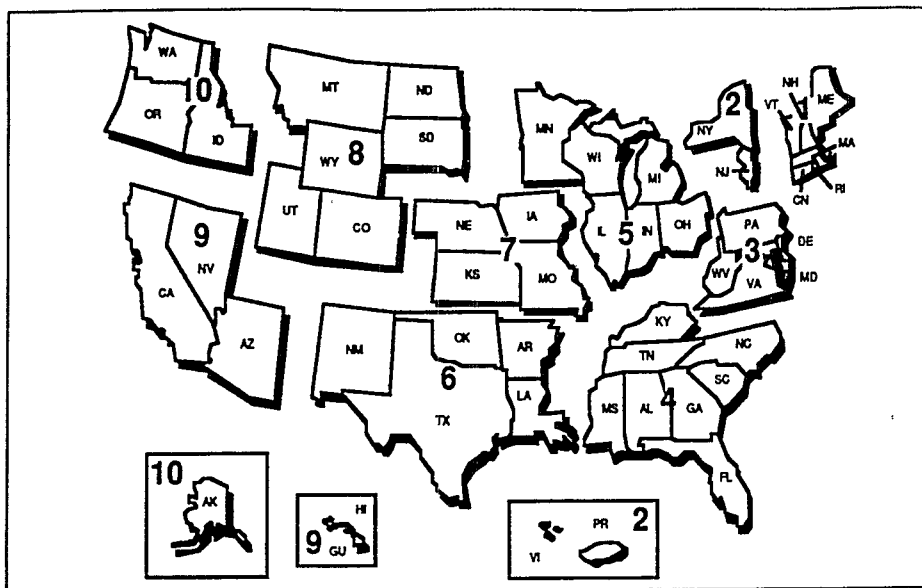 WA
10
OR
ID
MT
ND
8
WY
SD
UT
CO
9
NV
CA
AZ
NE
IA
7
KS
MO
MN
WI
MI
IL
5
IN
OH
2
NY
NJ
NH
VT
ME
MA
RI
CN
PA
3
DE
WV
VA
MD
NM
OK
AR
6
TX
LA
KY
TN
NC
SC
4
MS
AL
GA
FL
10
AK
HI
9
GU
2
PR
VI